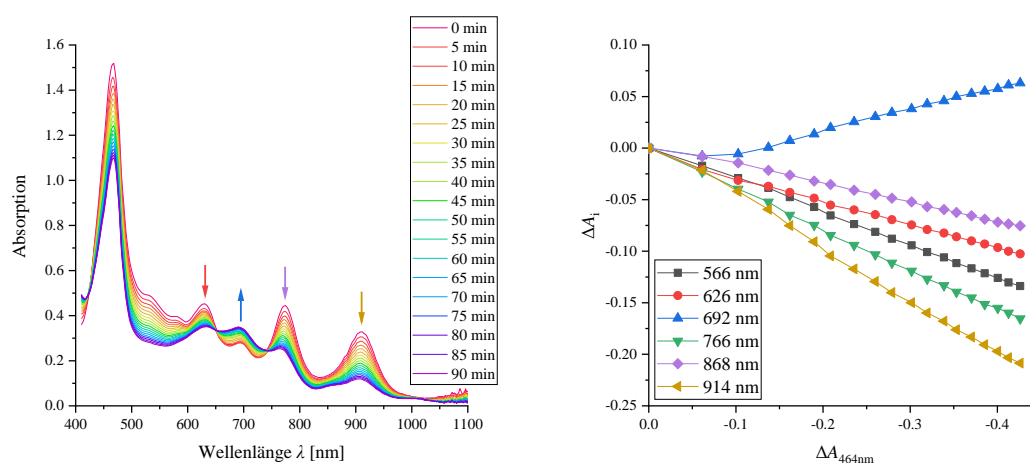 Absorption
1.6
1.4
1.2
1.0
0.8
0.6
0.4
0.2
0.0
400 500 600 700 800 900 1000 1100
Wellenlänge λ [nm]
0 min
5 min
10 min
15 min
20 min
25 min
30 min
35 min
40 min
45 min
50 min
55 min
60 min
65 min
70 min
75 min
80 min
85 min
90 min
ΔAi
0.10
0.05
0.00
-0.05
-0.10
-0.15
-0.20
-0.25
0.0 -0.1 -0.2 -0.3 -0.4
ΔA464nm
566 nm
626 nm
692 nm
766 nm
868 nm
914 nm